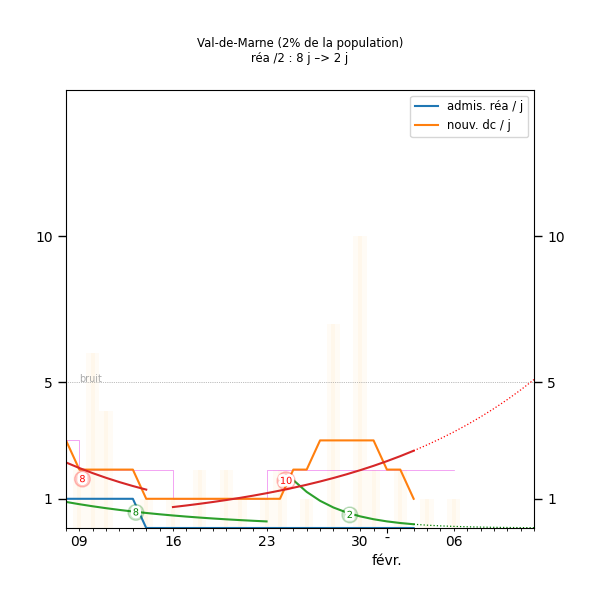 Val-de-Marne (2% de la population)
réa /2 : 8 j –> 2 j
admis. réa / j
nouv. dc / j
10
10
bruit
5
5
8
10
8
2
1
1
09
16
23
30
06
févr.